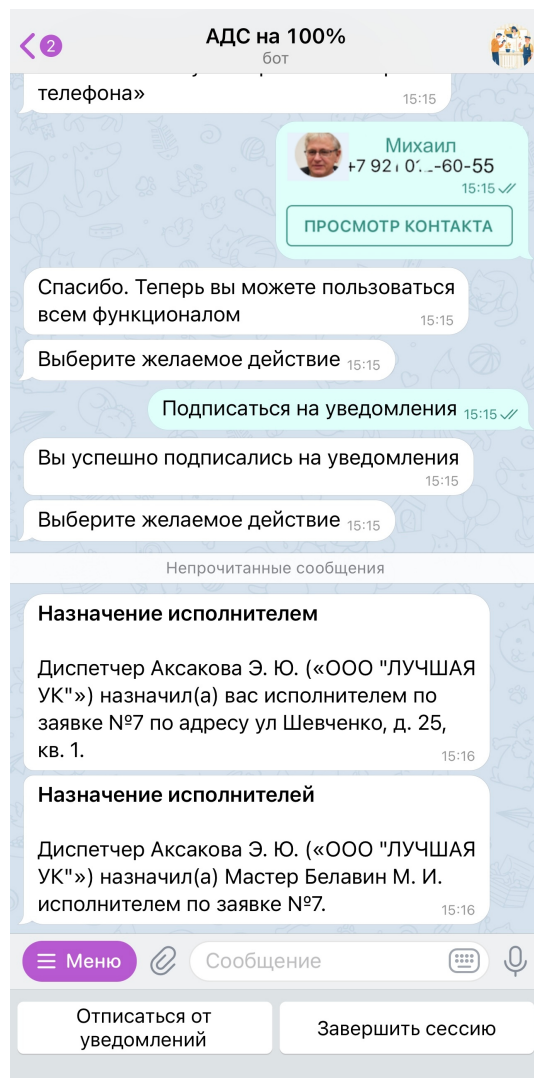 2
АДС на 100%
бот
телефона»
15:15
Михаил
15:15
ПРОСМОТР КОНТАКТА
Спасибо. Теперь вы можете пользоваться
всем функционалом
15:15
Выберите желаемое действие 15:15
Подписаться на уведомления 15:15
Вы успешно подписались на уведомления
15:15
Выберите желаемое действие 15:15
Непрочитанные сообщения
Назначение исполнителем
Диспетчер Аксакова Э. Ю. («ООО "ЛУЧШАЯ
УК"») назначил(а) вас исполнителем по
заявке №7 по адресу ул Шевченко, д. 25,
кв. 1.
15:16
Назначение исполнителей
Диспетчер Аксакова Э. Ю. («ООО "ЛУЧШАЯ
УК"») назначил(а) Мастер Белавин М. И.
исполнителем по заявке №7.
15:16
Меню
Сообщение
Отписаться от
уведомлений
Завершить сессию